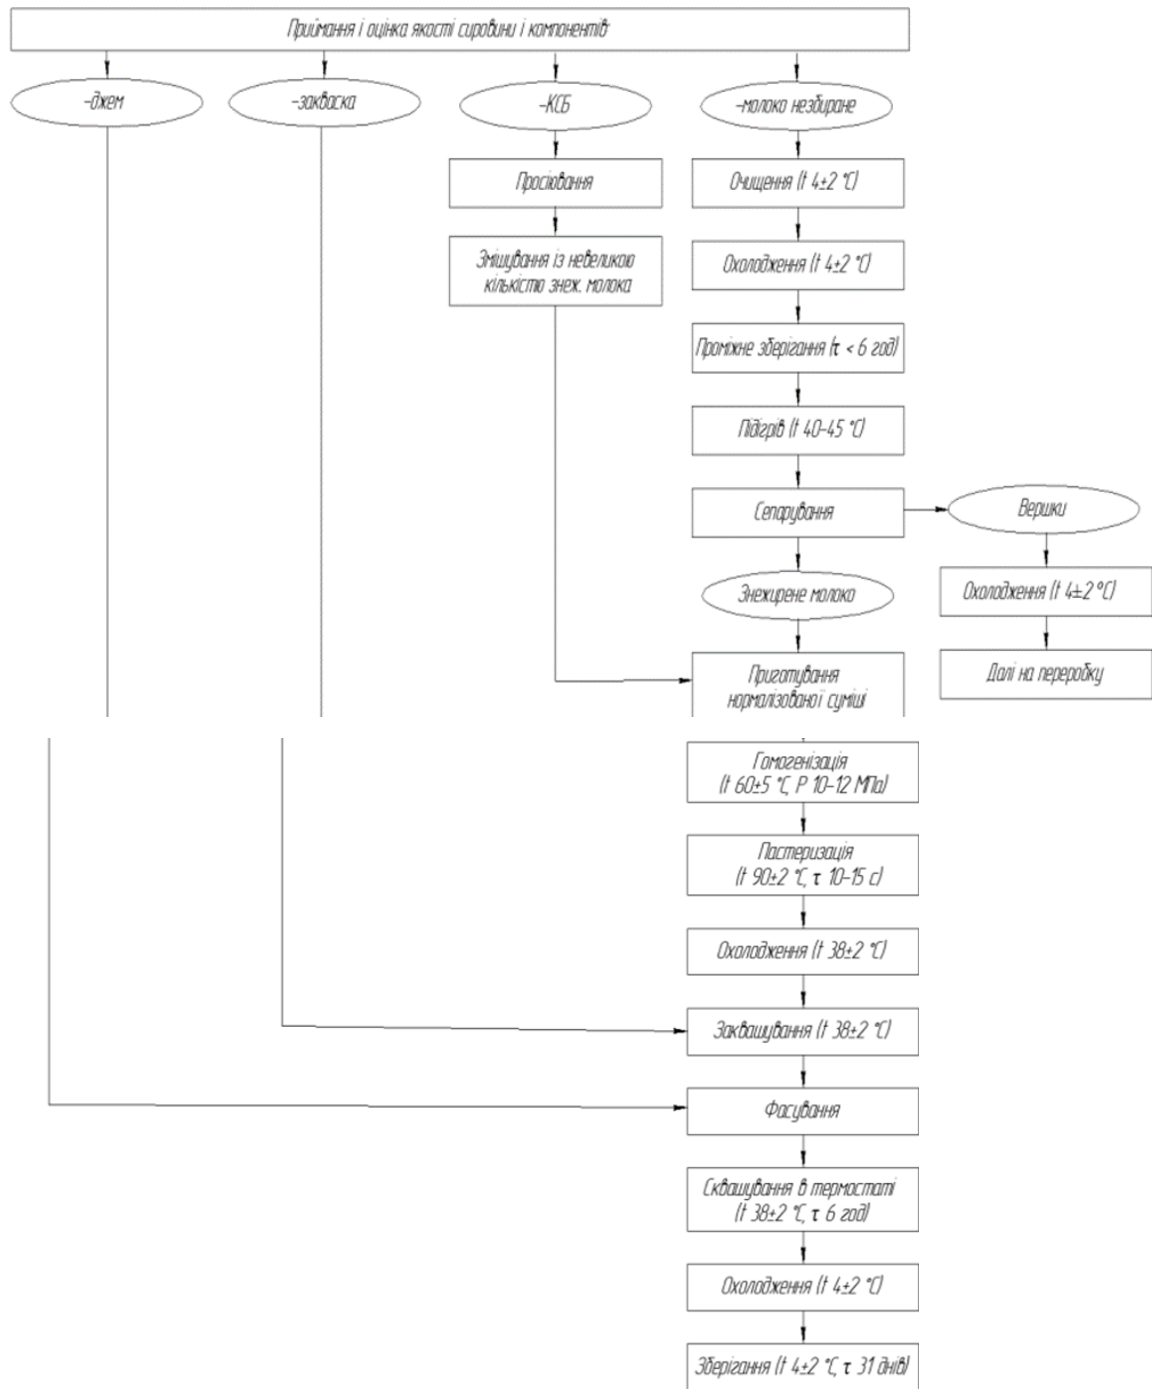 Приймання і оцінка якості сировини і компонентів
-джем
-закваска
-КСБ
-молоко незбиране
Просіювання
Очищення (t 4±2 °C)
Змішування із невеликою
кількістю знеж. молока
Охолодження (t 4±2 °C)
Проміжне зберігання (τ < 6 год)
Підігрів (t 40-45 °C)
Сепарування
Вершки
Знежирене молоко
Охолодження (t 4±2 °C)
Приготування
нормалізованої суміші
Далі на переробку
Гомогенізація
(t 60±5 °C, P 10-12 МПа)
Пастеризація
(t 90±2 °C, τ 10-15 с)
Охолодження (t 38±2 °C)
Заквашування (t 38±2 °C)
Фасування
Сквашування в термостаті
(t 38±2 °C, τ 6 год)
Охолодження (t 4±2 °C)
Зберігання (t 4±2 °C, τ 31 днів)